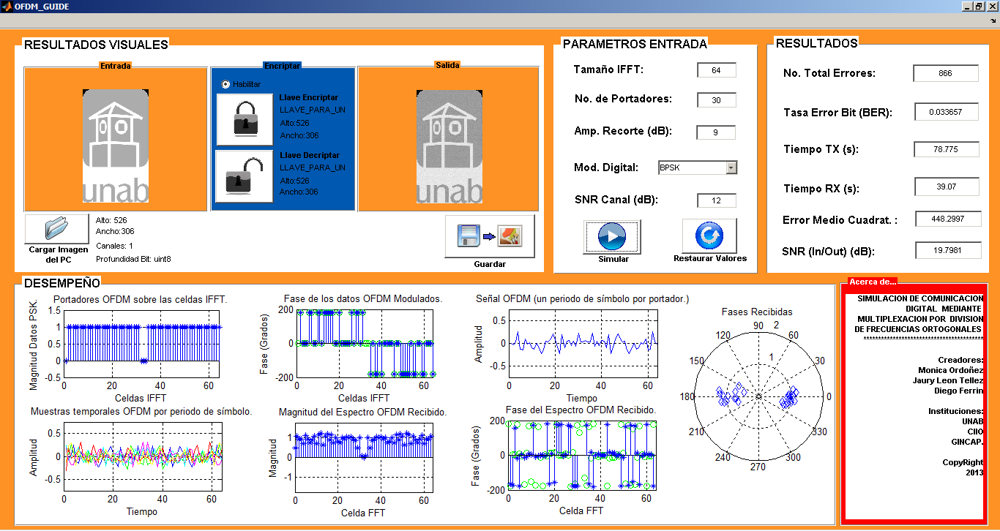 OFDM_GUIDE
RESULTADOS VISUALES
Entrada
unab
Encriptar
Habilitar
Llave Encriptar
LLAVE_PARA_UN
Alto:526
Ancho:306
Llave Decriptar
LLAVE_PARA_UN
Alto:526
Ancho:306
Salida
unab
Cargar Imagen
del PC
Alto: 526
Ancho:306
Canales: 1
Profundidad Bit: uint8
Guardar
PARAMETROS ENTRADA
Tamaño IFFT: 64
No. de Portadores: 30
Amp. Recorte (dB): 9
Mod. Digital: BPSK
SNR Canal (dB): 12
Simular
Restaurar Valores
RESULTADOS
No. Total Errores: 866
Tasa Error Bit (BER): 0.033657
Tiempo TX (s): 78.775
Tiempo RX (s): 39.07
Error Medio Cuadrat. : 448.2997
SNR (In/Out) (dB): 19.7981
DESEMPEÑO
Portadores OFDM sobre las celdas IFFT.
Magnitud Datos PSK.
1.5
1
0.5
0
-0.5
0 20 40 60
Celdas IFFT
Fase de los datos OFDM Modulados.
Fase (Grados)
200
0
-200
0 20 40 60
Celdas IFFT
Señal OFDM (un periodo de símbolo por portador.)
Amplitud
0.5
0
-0.5
0 20 40 60
Tiempo
Fases Recibidas
90 2
120 60
1
150 30
180 0
210 330
240 300
270
Muestras temporales OFDM por periodo de símbolo.
Amplitud
0.5
0
-0.5
0 20 40 60
Tiempo
Magnitud del Espectro OFDM Recibido.
Magnitud
1
0
-1
0 20 40 60
Celda FFT
Fase del Espectro OFDM Recibido.
Fase (Grados)
200
0
-200
0 20 40 60
Celda FFT
Acerca de...
SIMULACION DE COMUNICACION
DIGITAL MEDIANTE
MULTIPLEXACION POR DIVISION
DE FRECUENCIAS ORTOGONALES
****************************************
Creadores:
Monica Ordoñez
Jaury Leon Tellez
Diego Ferrin
Instituciones:
UNAB
CIIO
GINCAP.
CopyRight
2013